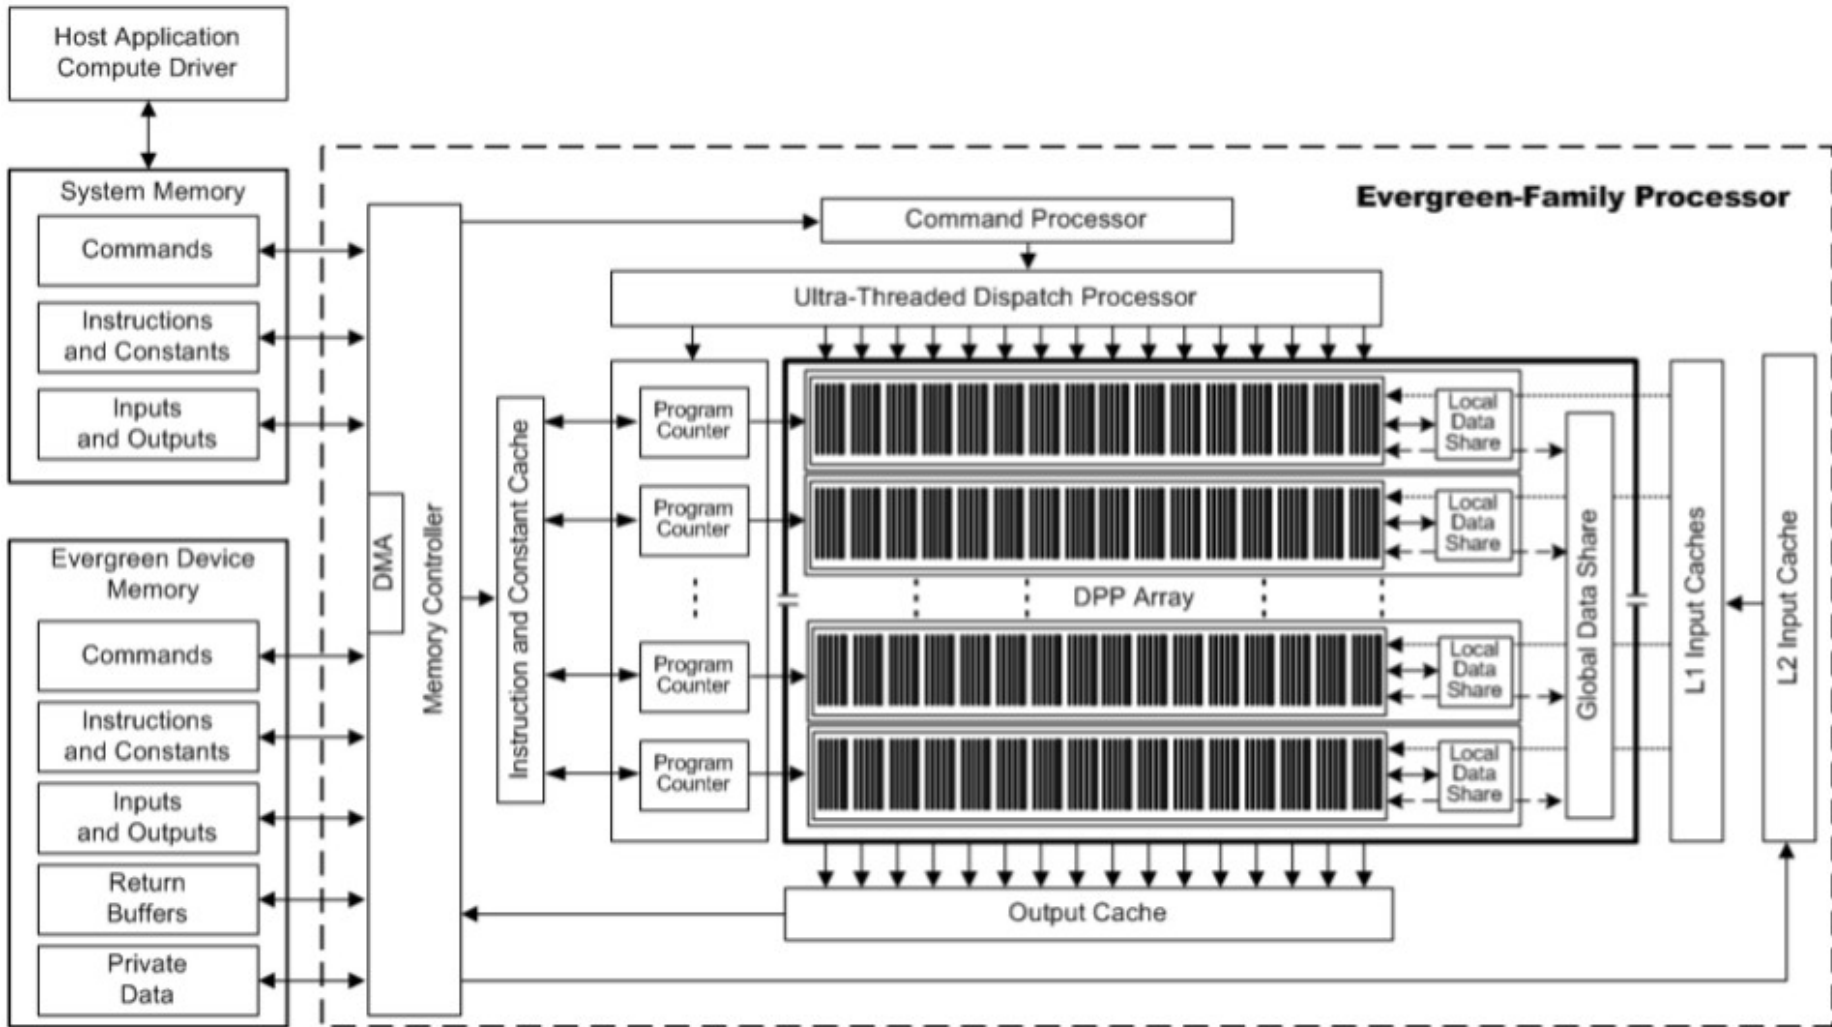 Host Application
Compute Driver
System Memory
Commands
Instructions
and Constants
Inputs
and Outputs
Evergreen Device
Memory
Commands
Instructions
and Constants
Inputs
and Outputs
Return
Buffers
Private
Data
Evergreen-Family Processor
DMA
Memory Controller
Command Processor
Ultra-Threaded Dispatch Processor
Instruction and Constant Cache
Program
Counter
Program
Counter
Program
Counter
Program
Counter
Local
Data
Share
Local
Data
Share
DPP Array
Local
Data
Share
Local
Data
Share
Global Data Share
L1 Input Caches
L2 Input Cache
Output Cache